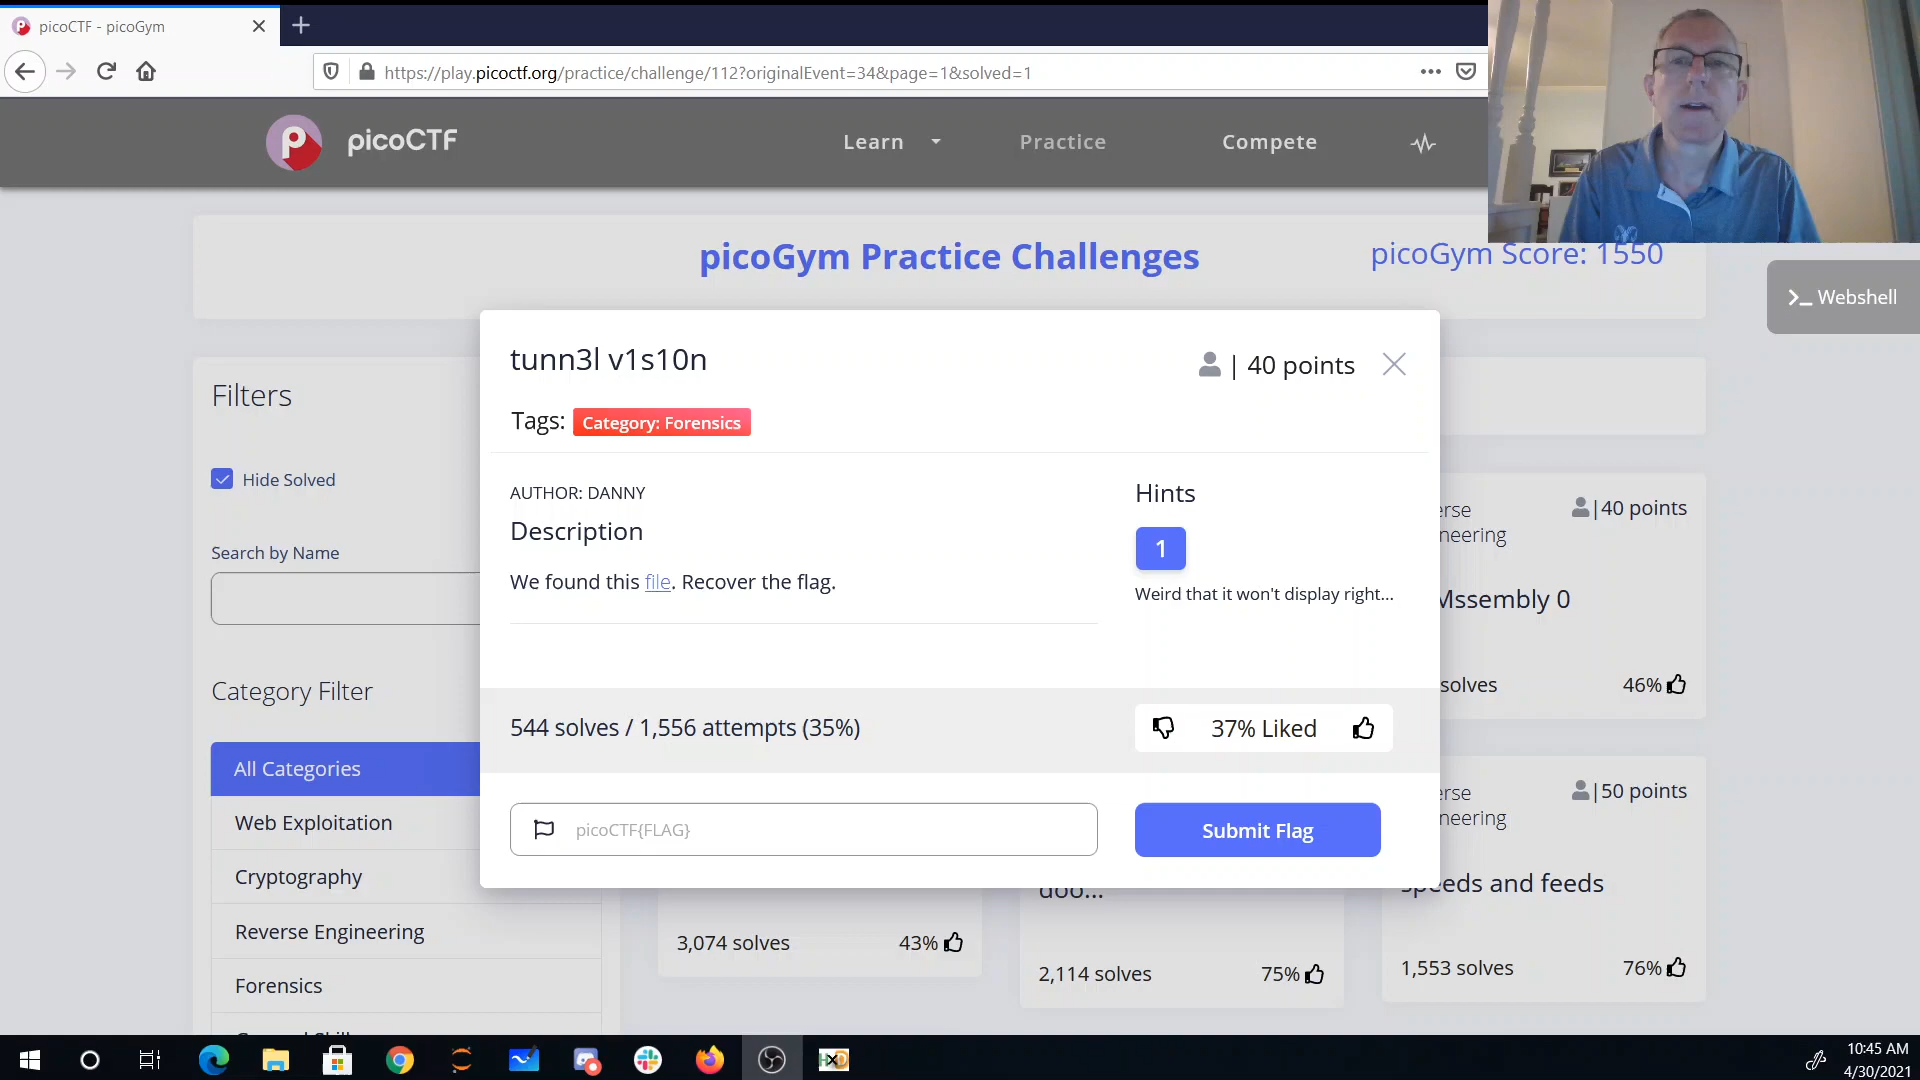 picoCTF - picoGym
https://play.picoctf.org/practice/challenge/112?originalEvent=34&page=1&solved=1
picoCTF
Learn
Practice
Compete
picoGym Practice Challenges
picoGym Score: 1550
>_ Webshell
Filters
Hide Solved
Search by Name
Category Filter
All Categories
Web Exploitation
Cryptography
Reverse Engineering
Forensics
tunn3l v1s10n
| 40 points
Tags: Category: Forensics
AUTHOR: DANNY
Description
We found this file. Recover the flag.
Hints
1
Weird that it won't display right...
544 solves / 1,556 attempts (35%)
37% Liked
picoCTF{FLAG}
Submit Flag
erse
neering
|40 points
Mssembly 0
solves
46%
erse
neering
|50 points
speeds and feeds
1,553 solves
76%
3,074 solves
43%
doo...
2,114 solves
75%
10:45 AM
4/30/2021